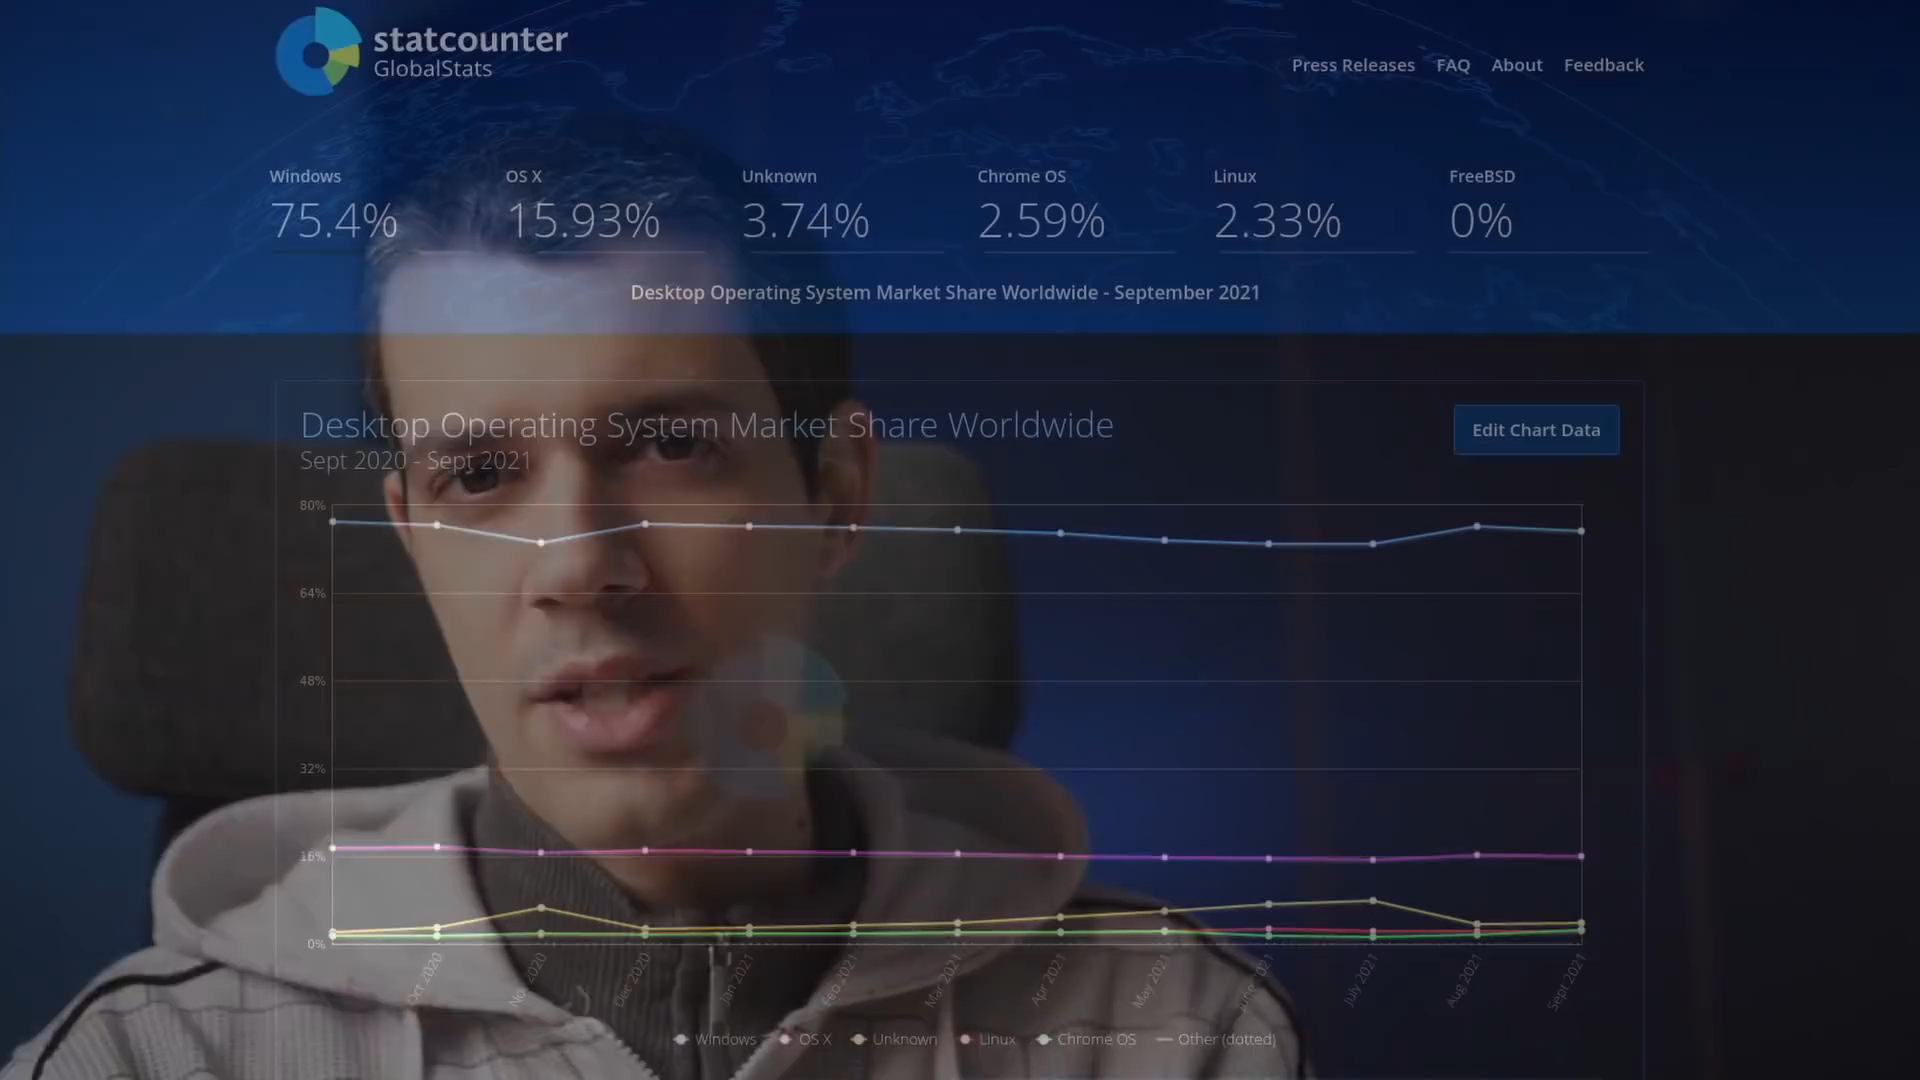 statcounter
GlobalStats
Press Releases FAQ About Feedback
Windows OS X Unknown Chrome OS Linux FreeBSD
75.4% 15.93% 3.74% 2.59% 2.33% 0%
Desktop Operating System Market Share Worldwide - September 2021
Desktop Operating System Market Share Worldwide
Edit Chart Data
Sept 2020 - Sept 2021
80%
64%
48%
32%
16%
0%
Oct 2020 Nov 2020 Dec 2020 Jan 2021 Feb 2021 Mar 2021 Apr 2021 May 2021 June 2021 July 2021 Aug 2021 Sept 2021
Windows OS X Unknown Linux Chrome OS Other (dotted)